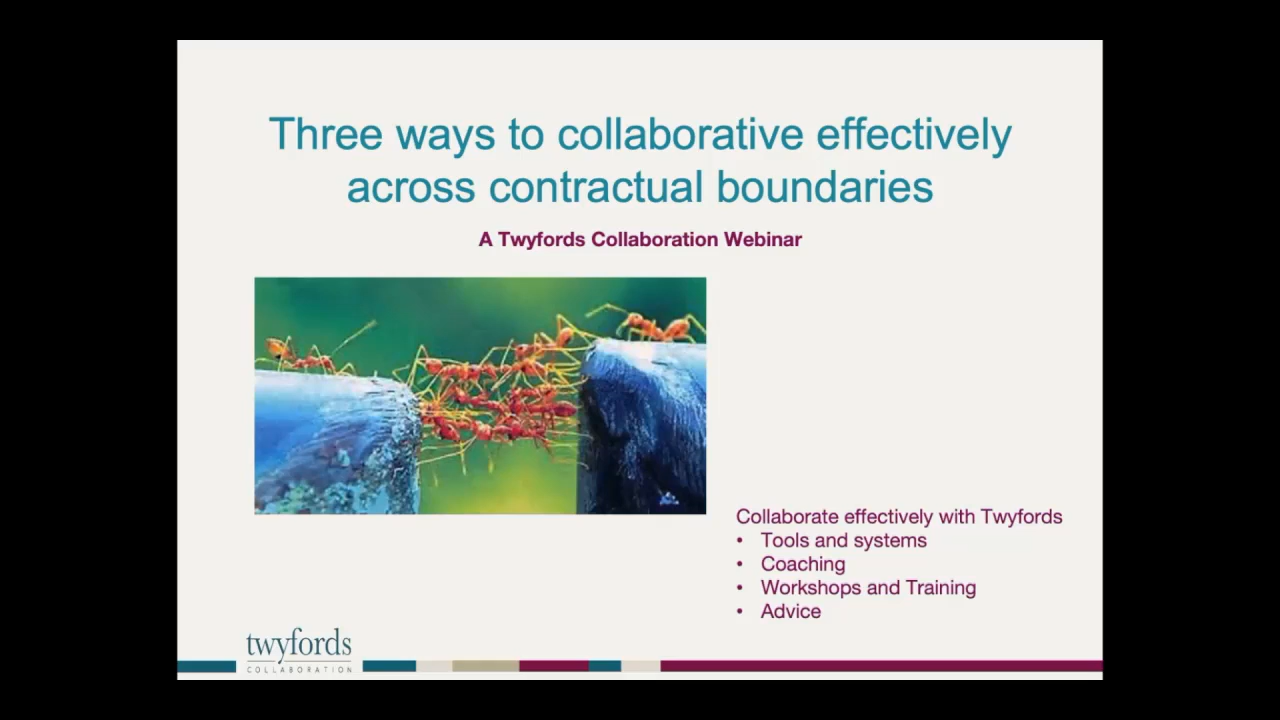 Three ways to collaborative effectively
across contractual boundaries
A Twyfords Collaboration Webinar
Collaborate effectively with Twyfords
• Tools and systems
• Coaching
• Workshops and Training
• Advice
twyfords
COLLABORATION